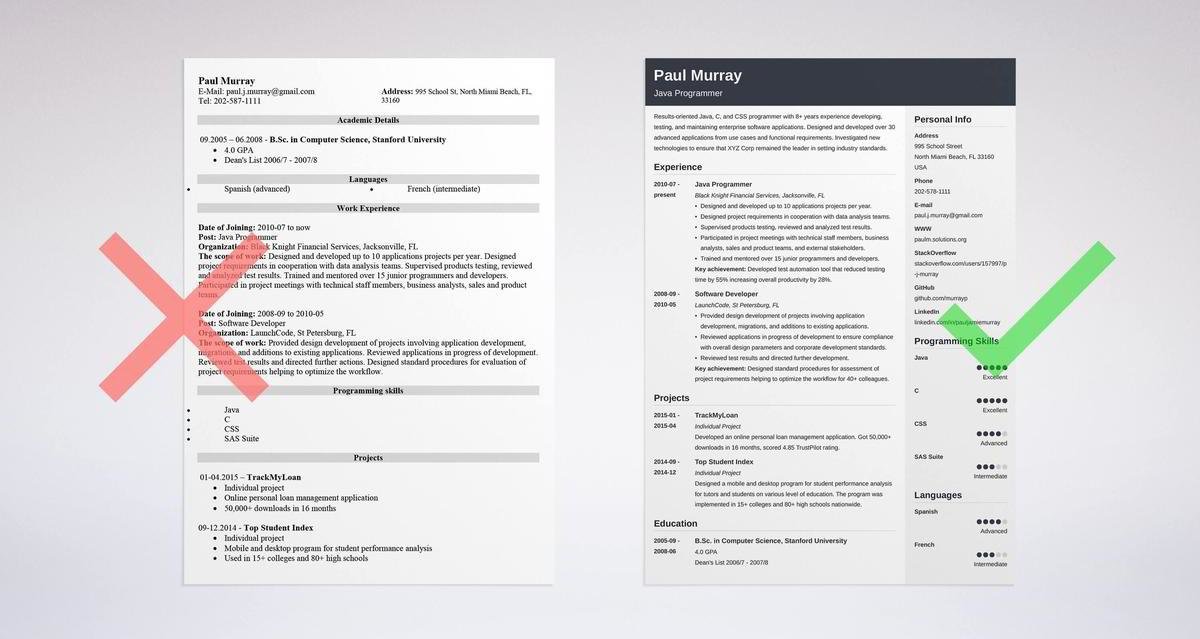 Paul Murray
E-Mail: paul.j.murray@gmail.com
Tel: 202-587-1111
Address: 995 School St, North Miami Beach, FL,
33160
Academic Details
09.2005 – 06.2008 - B.Sc. in Computer Science, Stanford University
• 4.0 GPA
• Dean's List 2006/7 - 2007/8
Languages
• Spanish (advanced)
• French (intermediate)
Work Experience
Date of Joining: 2010-07 to now
Post: Java Programmer
Organization: Black Knight Financial Services, Jacksonville, FL
The scope of work: Designed and developed up to 10 applications projects per year. Designed
project requirements in cooperation with data analysis teams. Supervised products testing, reviewed
and analyzed test results. Trained and mentored over 15 junior programmers and developers.
Participated in project meetings with technical staff members, business analysts, sales and product
teams.
Date of Joining: 2008-09 to 2010-05
Post: Software Developer
Organization: LaunchCode, St Petersburg, FL
The scope of work: Provided design development of projects involving application development,
migrations, and additions to existing applications. Reviewed applications in progress of development.
Reviewed test results and directed further actions. Designed standard procedures for evaluation of
project requirements helping to optimize the workflow.
Programming skills
• Java
• C
• CSS
• SAS Suite
Projects
01-04.2015 – TrackMyLoan
• Individual project
• Online personal loan management application
• 50,000+ downloads in 16 months
09-12.2014 - Top Student Index
• Individual project
• Mobile and desktop program for student performance analysis
• Used in 15+ colleges and 80+ high schools
Paul Murray
Java Programmer
Results-oriented Java, C, and CSS programmer with 8+ years experience developing,
testing, and maintaining enterprise software applications. Designed and developed over 30
advanced applications from use cases and functional requirements. Investigated new
technologies to ensure that XYZ Corp remained the leader in setting industry standards.
Experience
2010-07 -
present
Java Programmer
Black Knight Financial Services, Jacksonville, FL
• Designed and developed up to 10 applications projects per year.
• Designed project requirements in cooperation with data analysis teams.
• Supervised products testing, reviewed and analyzed test results.
• Participated in project meetings with technical staff members, business
analysts, sales and product teams, and external stakeholders.
• Trained and mentored over 15 junior programmers and developers.
Key achievement: Developed test automation tool that reduced testing
time by 55% increasing overall productivity by 28%.
2008-09 -
2010-05
Software Developer
LaunchCode, St Petersburg, FL
• Provided design development of projects involving application
development, migrations, and additions to existing applications.
• Reviewed applications in progress of development to ensure compliance
with overall design parameters and corporate development standards.
• Reviewed test results and directed further development.
Key achievement: Designed standard procedures for assessment of
project requirements helping to optimize the workflow for 40+ colleagues.
Projects
2015-01 -
2015-04
TrackMyLoan
Individual Project
Developed an online personal loan management application. Got 50,000+
downloads in 16 months, scored 4.85 TrustPilot rating.
2014-09 -
2014-12
Top Student Index
Individual Project
Designed a mobile and desktop program for student performance analysis
for tutors and students on various level of education. The program was
implemented in 15+ colleges and 80+ high schools nationwide.
Education
2005-09 -
2008-06
B.Sc. in Computer Science, Stanford University
4.0 GPA
Dean's List 2006/7 - 2007/8
Personal Info
Address
995 School Street
North Miami Beach, FL 33160
USA
Phone
202-578-1111
E-mail
paul.j.murray@gmail.com
WWW
paulm.solutions.org
StackOverflow
stackoverflow.com/users/157997/p
-j-murray
GitHub
github.com/murrayp
LinkedIn
linkedin.com/in/pauljamiemurray
Programming Skills
Java
Excellent
C
Excellent
CSS
Advanced
SAS Suite
Intermediate
Languages
Spanish
Advanced
French
Intermediate